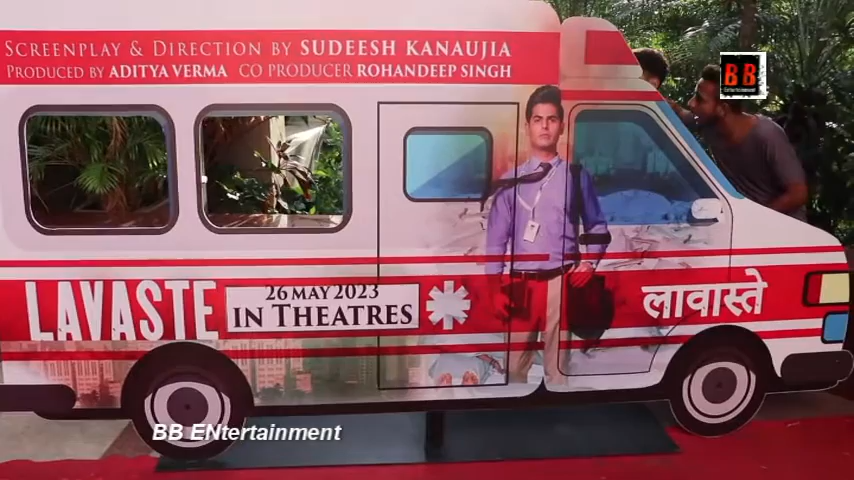 SCREENPLAY & DIRECTION BY SUDEESH KANAUJIA
PRODUCED BY ADITYA VERMA CO PRODUCER ROHANDEEP SINGH
BB
Entertainment
LAVASTE
26 MAY 2023
IN THEATRES
लावास्ते
BB ENtertainment